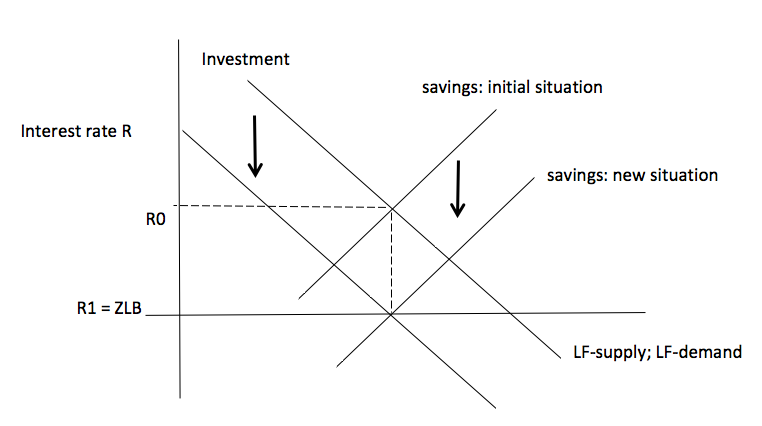 Investment
savings: initial situation
Interest rate R
savings: new situation
R0
R1 = ZLB
LF-supply; LF-demand